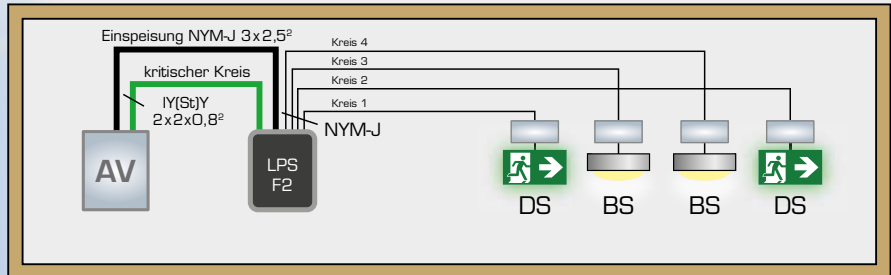 Einspeisung NYM-J 3x2,5²
kritischer Kreis
IY(St)Y
2x2x0,8²
AV
LPS
F2
NYM-J
Kreis 4
Kreis 3
Kreis 2
Kreis 1
DS
BS
BS
DS